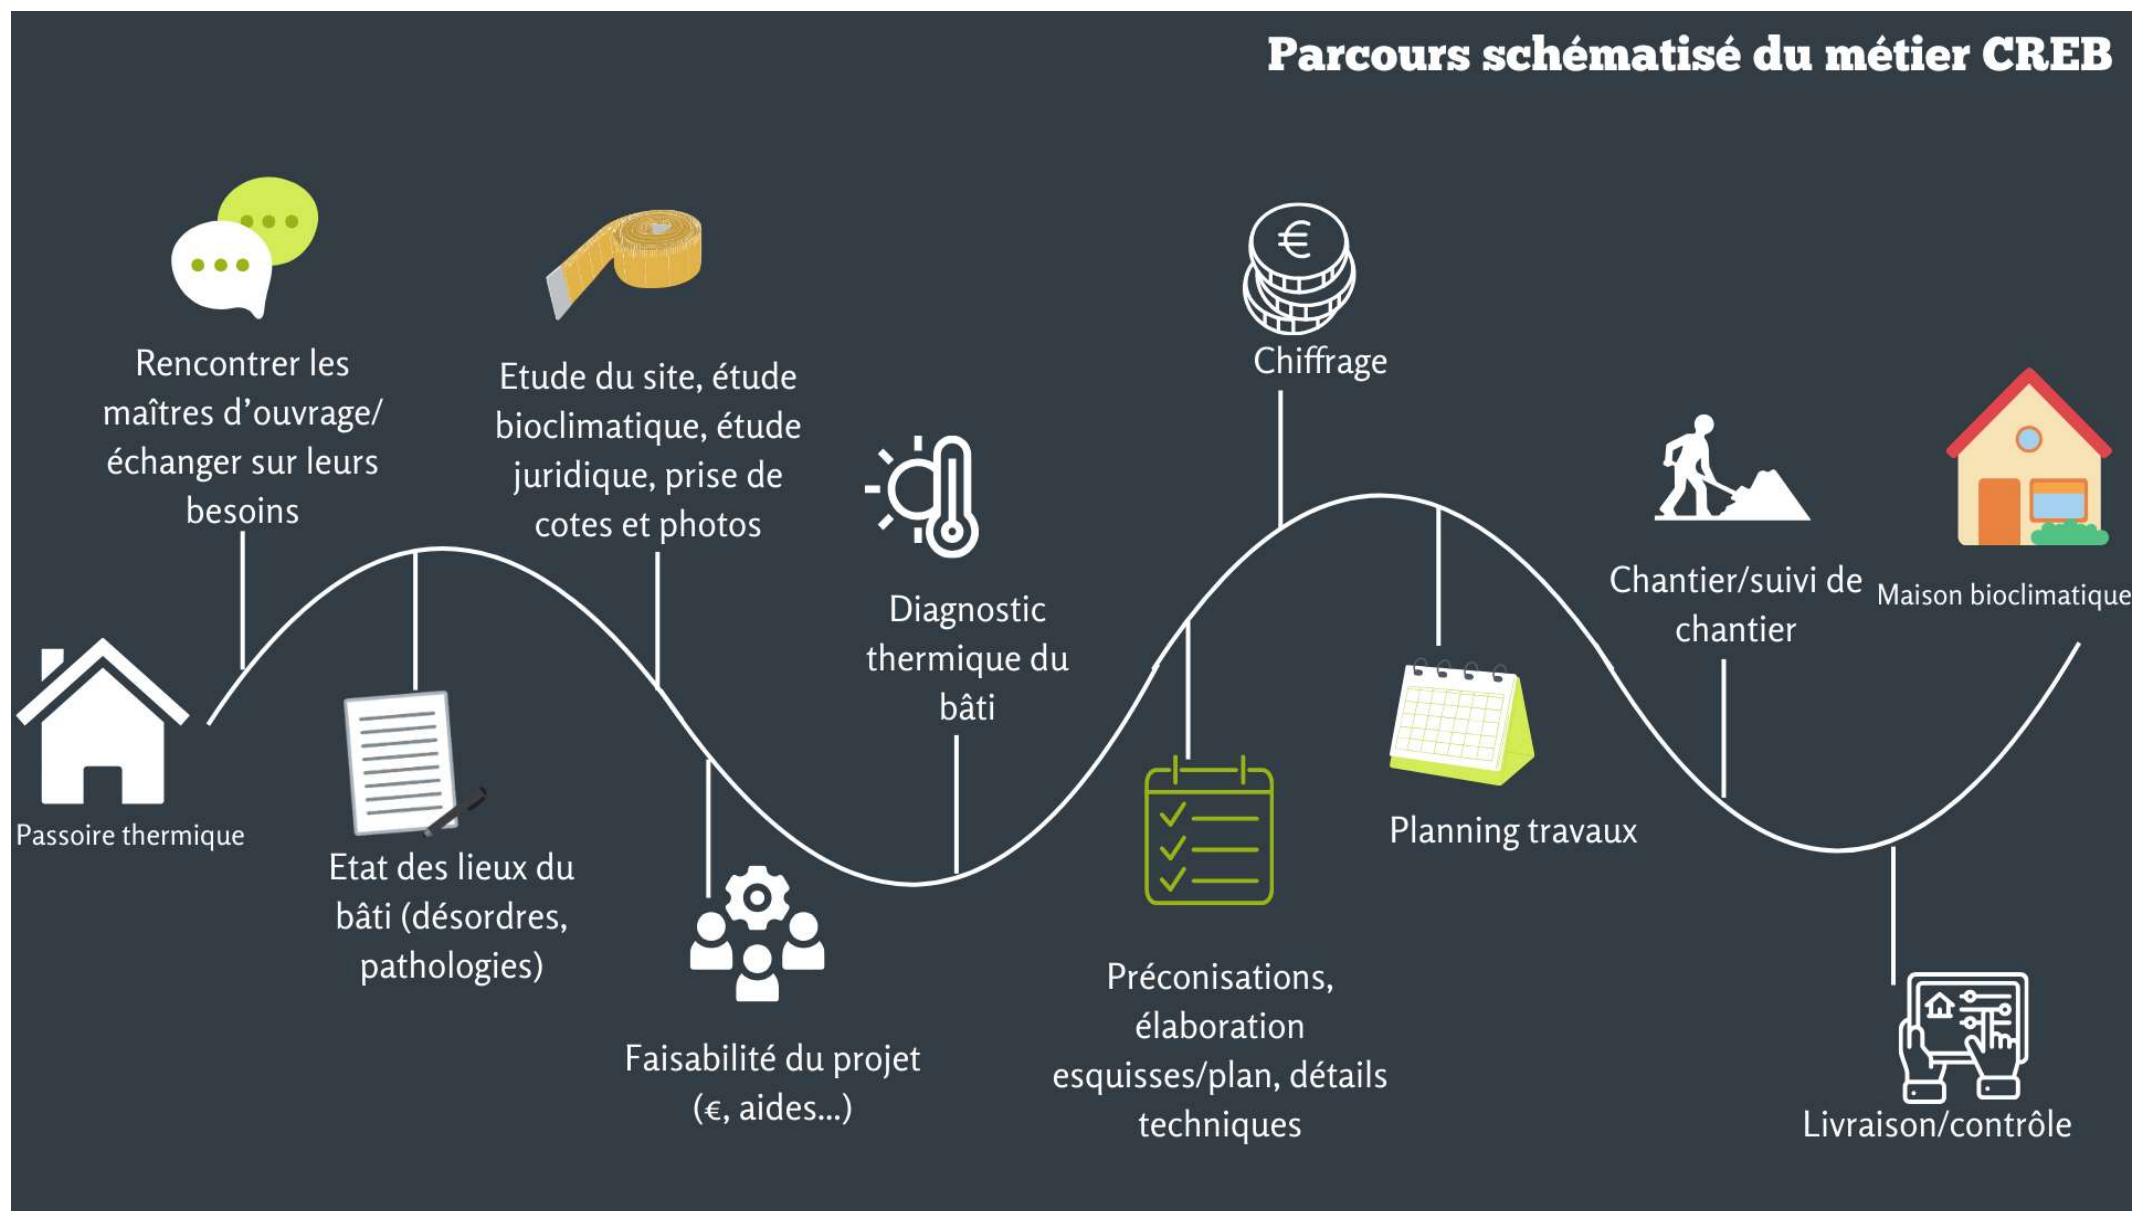 Parcours schématisé du métier CREB
Passoire thermique
Rencontrer les
maîtres d'ouvrage/
échanger sur leurs
besoins
Etat des lieux du
bâti (désordres,
pathologies)
Etude du site, étude
bioclimatique, étude
juridique, prise de
cotes et photos
Faisabilité du projet
(€, aides...)
Diagnostic
thermique du
bâti
Préconisations,
élaboration
esquisses/plan, détails
techniques
€
Chiffrage
Planning travaux
Chantier/suivi de
chantier
Livraison/contrôle
Maison bioclimatique